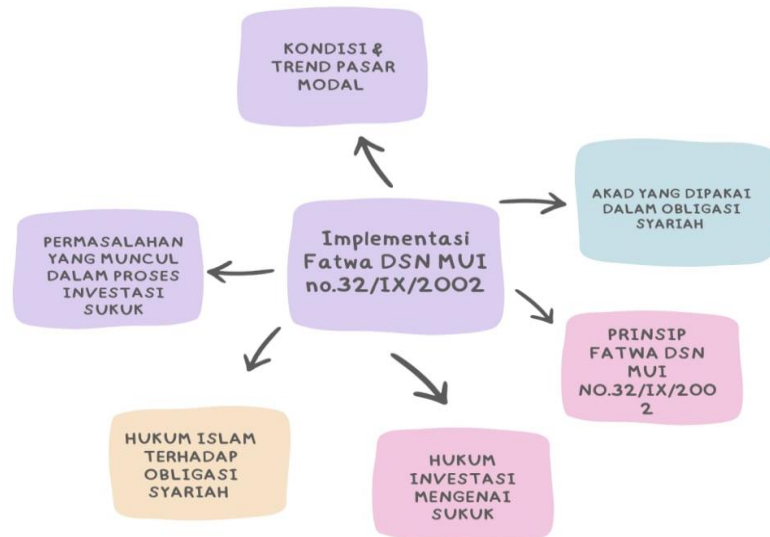 KONDISI &
TREND PASAR
MODAL
AKAD YANG DIPAKAI
DALAM OBLIGASI
SYARIAH
Implementasi
Fatwa DSN MUI
no.32/IX/2002
PERMASALAHAN
YANG MUNCUL
DALAM PROSES
INVESTASI
SUKUK
PRINSIP
FATWA DSN
MUI
NO.32/IX/200
2
HUKUM ISLAM
TERHADAP
OBLIGASI
SYARIAH
HUKUM
INVESTASI
MENGENAI
SUKUK